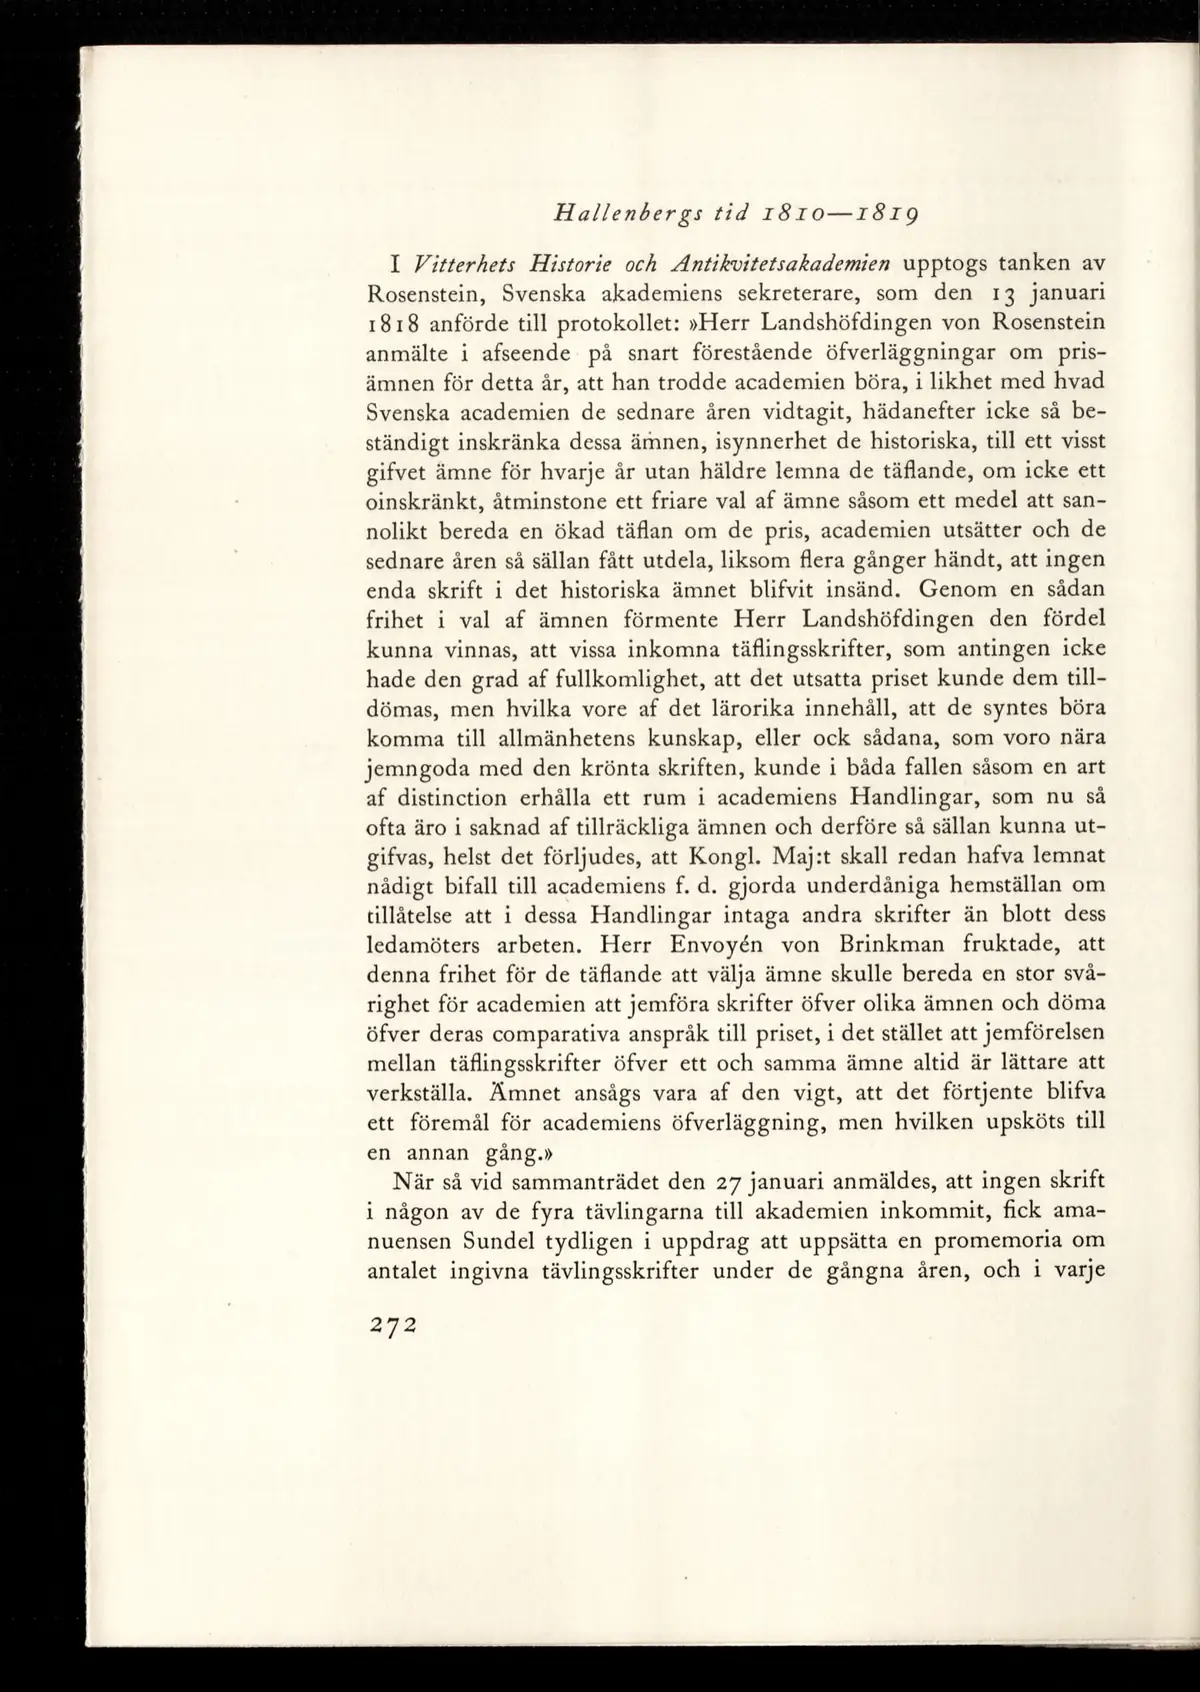 Hallenbergs tid 1810—1819
I Vitterhets Historie och Antikvitetsakademien upptogs tanken av
Rosenstein, Svenska akademiens sekreterare, som den 13 januari
1818 anförde till protokollet: »Herr Landshöfdingen von Rosenstein
anmälte i afseende på snart förestående öfverläggningar om pris-
ämnen för detta år, att han trodde academien böra, i likhet med hvad
Svenska academien de sednare åren vidtagit, hädanefter icke så be-
ständigt inskränka dessa ämnen, isynnerhet de historiska, till ett visst
gifvet ämne för hvarje år utan häldre lemna de täflande, om icke ett
oinskränkt, åtminstone ett friare val af ämne såsom ett medel att san-
nolikt bereda en ökad täflan om de pris, academien utsätter och de
sednare åren så sällan fått utdela, liksom flera gånger händt, att ingen
enda skrift i det historiska ämnet blifvit insänd. Genom en sådan
frihet i val af ämnen förmente Herr Landshöfdingen den fördel
kunna vinnas, att vissa inkomna täflingsskrifter, som antingen icke
hade den grad af fullkomlighet, att det utsatta priset kunde dem till-
dömas, men hvilka vore af det lärorika innehåll, att de syntes böra
komma till allmänhetens kunskap, eller ock sådana, som voro nära
jemngoda med den krönta skriften, kunde i båda fallen såsom en art
af distinction erhålla ett rum i academiens Handlingar, som nu så
ofta äro i saknad af tillräckliga ämnen och derföre så sällan kunna ut-
gifvas, helst det förljudes, att Kongl. Maj:t skall redan hafva lemnat
nådigt bifall till academiens f. d. gjorda underdåniga hemställan om
tillåtelse att i dessa Handlingar intaga andra skrifter än blott dess
ledamöters arbeten. Herr Envoyén von Brinkman fruktade, att
denna frihet för de täflande att välja ämne skulle bereda en stor svå-
righet för academien att jemföra skrifter öfver olika ämnen och döma
öfver deras comparativa anspråk till priset, i det stället att jemförelsen
mellan täflingsskrifter öfver ett och samma ämne altid är lättare att
verkställa. Ämnet ansågs vara af den vigt, att det förtjente blifva
ett föremål för academiens öfverläggning, men hvilken upsköts till
en annan gång.»
När så vid sammanträdet den 27 januari anmäldes, att ingen skrift
i någon av de fyra tävlingarna till akademien inkommit, fick ama-
nuensen Sundel tydligen i uppdrag att uppsätta en promemoria om
antalet ingivna tävlingsskrifter under de gångna åren, och i varje
272